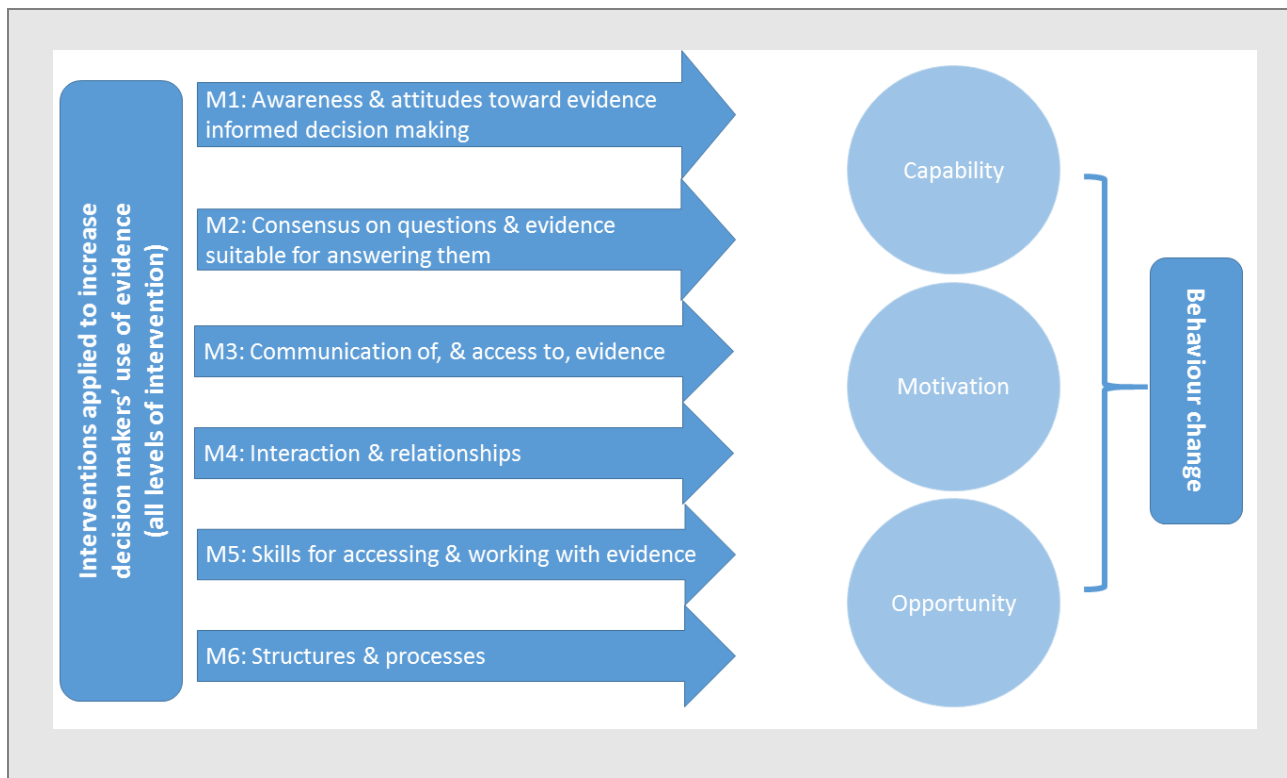 Interventions applied to increase
decision makers' use of evidence
(all levels of intervention)
M1: Awareness & attitudes toward evidence
informed decision making
M2: Consensus on questions & evidence
suitable for answering them
M3: Communication of, & access to, evidence
M4: Interaction & relationships
M5: Skills for accessing & working with evidence
M6: Structures & processes
Capability
Motivation
Opportunity
Behaviour change